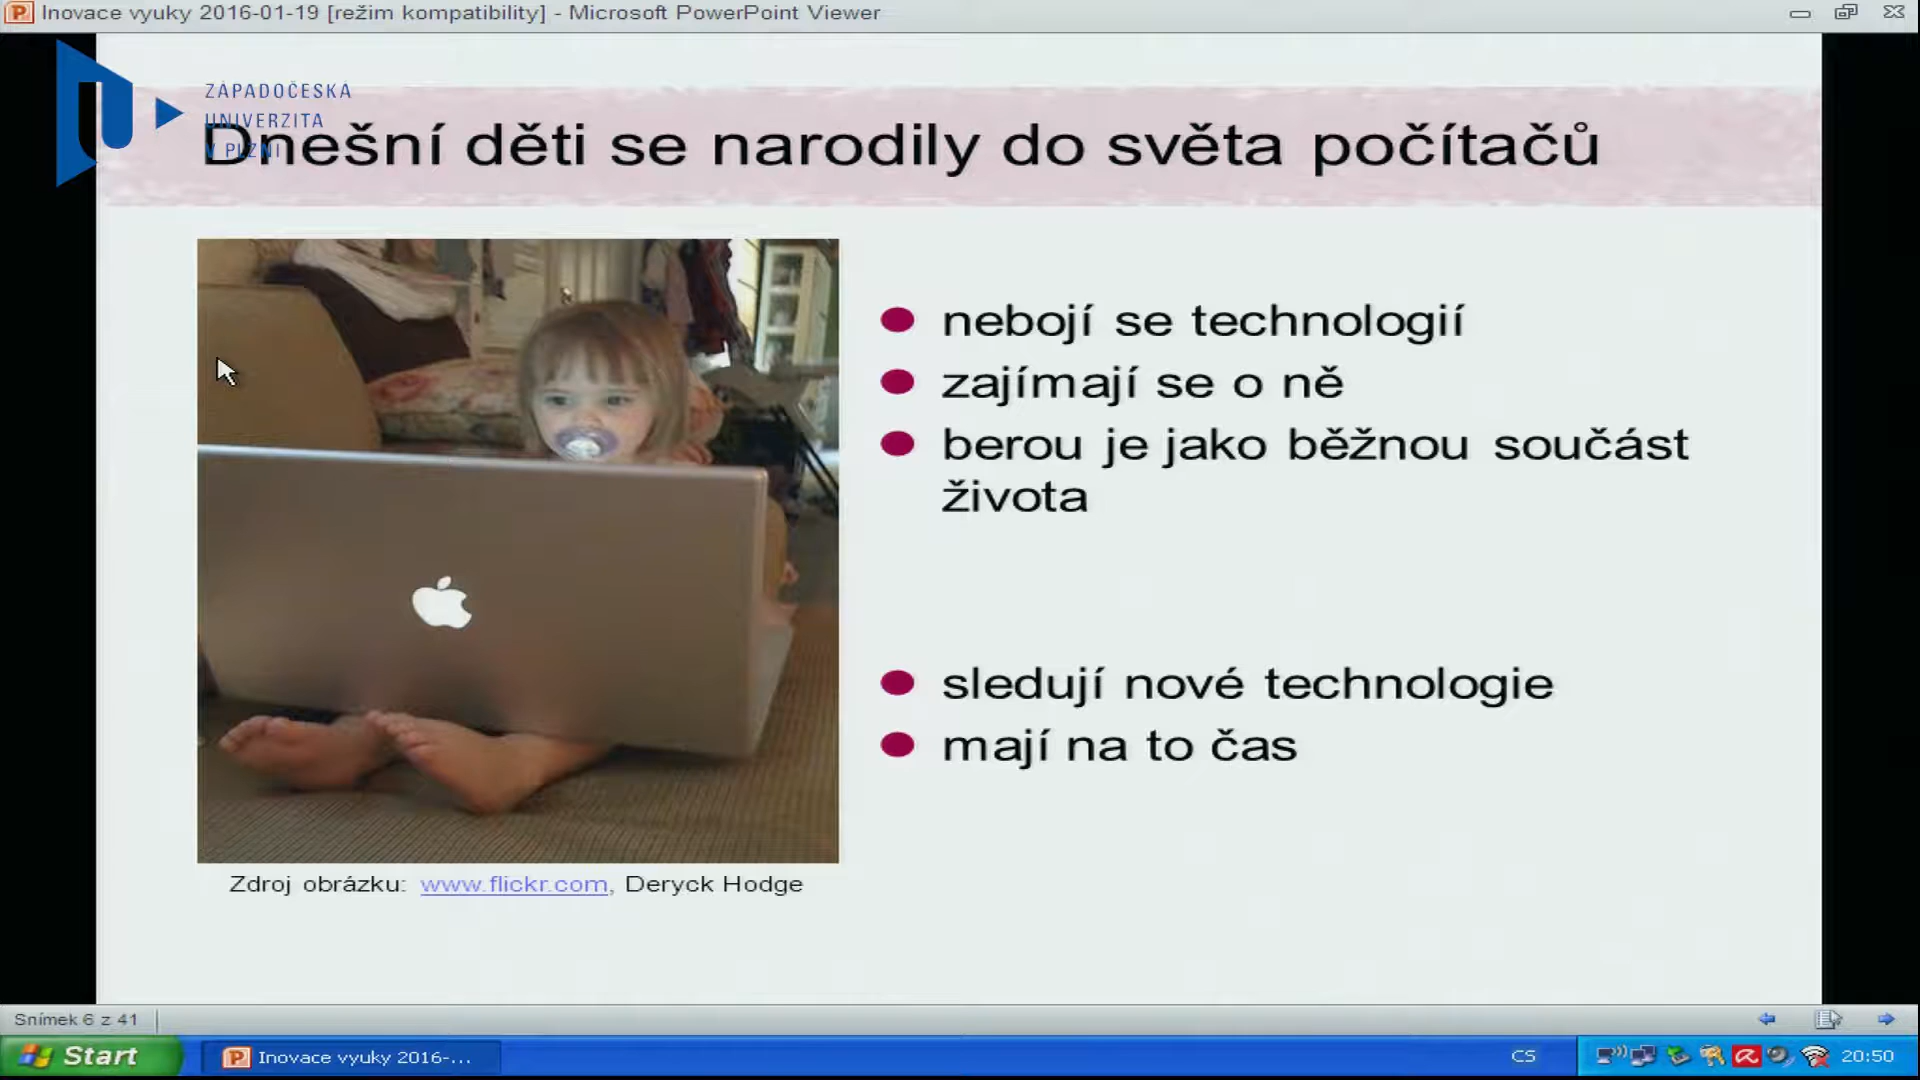 Inovace vyuky 2016-01-19 [režim kompatibility] - Microsoft PowerPoint Viewer
ZÁPADOČESKÁ
UNIVERZITA
V PLZNI
Dnešní děti se narodily do světa počítačů
nebojí se technologií
zajímají se o ně
berou je jako běžnou součást
života
sledují nové technologie
mají na to čas
Zdroj obrázku: www.flickr.com, Deryck Hodge
Snímek 6 z 41
Start
Inovace vyuky 2016-...
CS
20:50